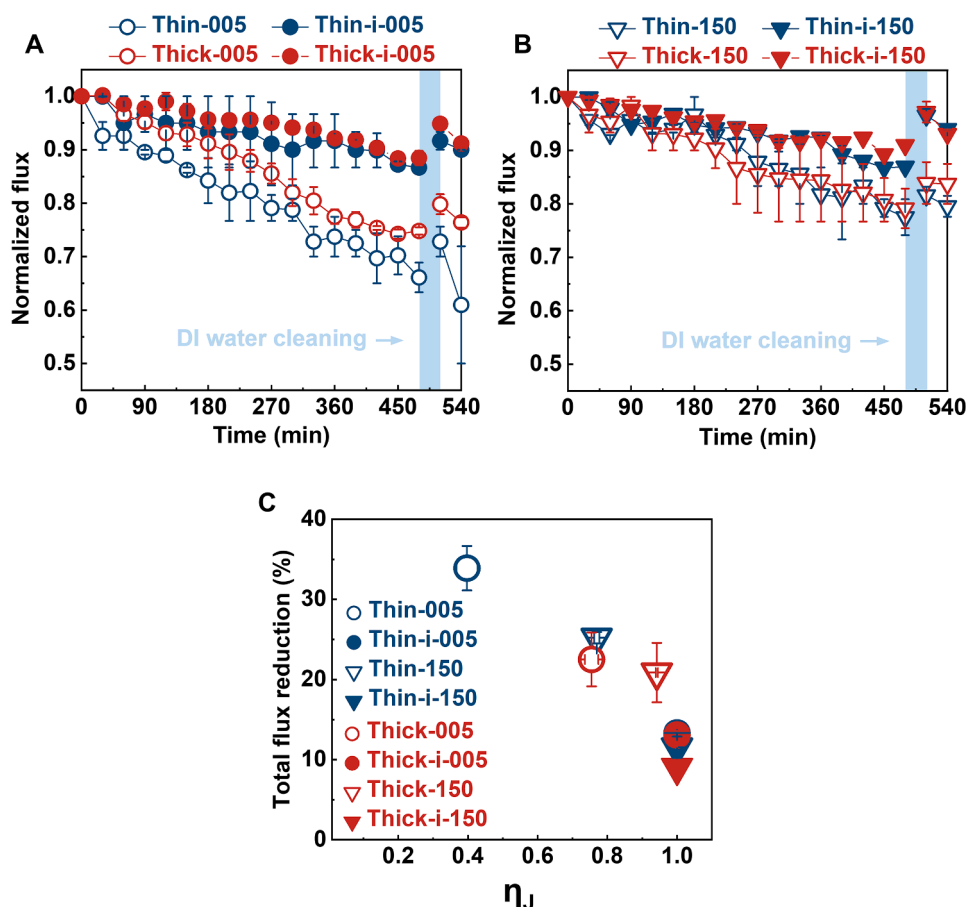 A
Thin-005 Thin-i-005
Thick-005 Thick-i-005
Normalized flux
1.0
0.9
0.8
0.7
0.6
0.5
DI water cleaning →
0 90 180 270 360 450 540
Time (min)
B
Thin-150 Thin-i-150
Thick-150 Thick-i-150
Normalized flux
1.0
0.9
0.8
0.7
0.6
0.5
DI water cleaning →
0 90 180 270 360 450 540
Time (min)
C
Total flux reduction (%)
40
30
20
10
0
Thin-005
Thin-i-005
Thin-150
Thin-i-150
Thick-005
Thick-i-005
Thick-150
Thick-i-150
0.2 0.4 0.6 0.8 1.0
ηJ